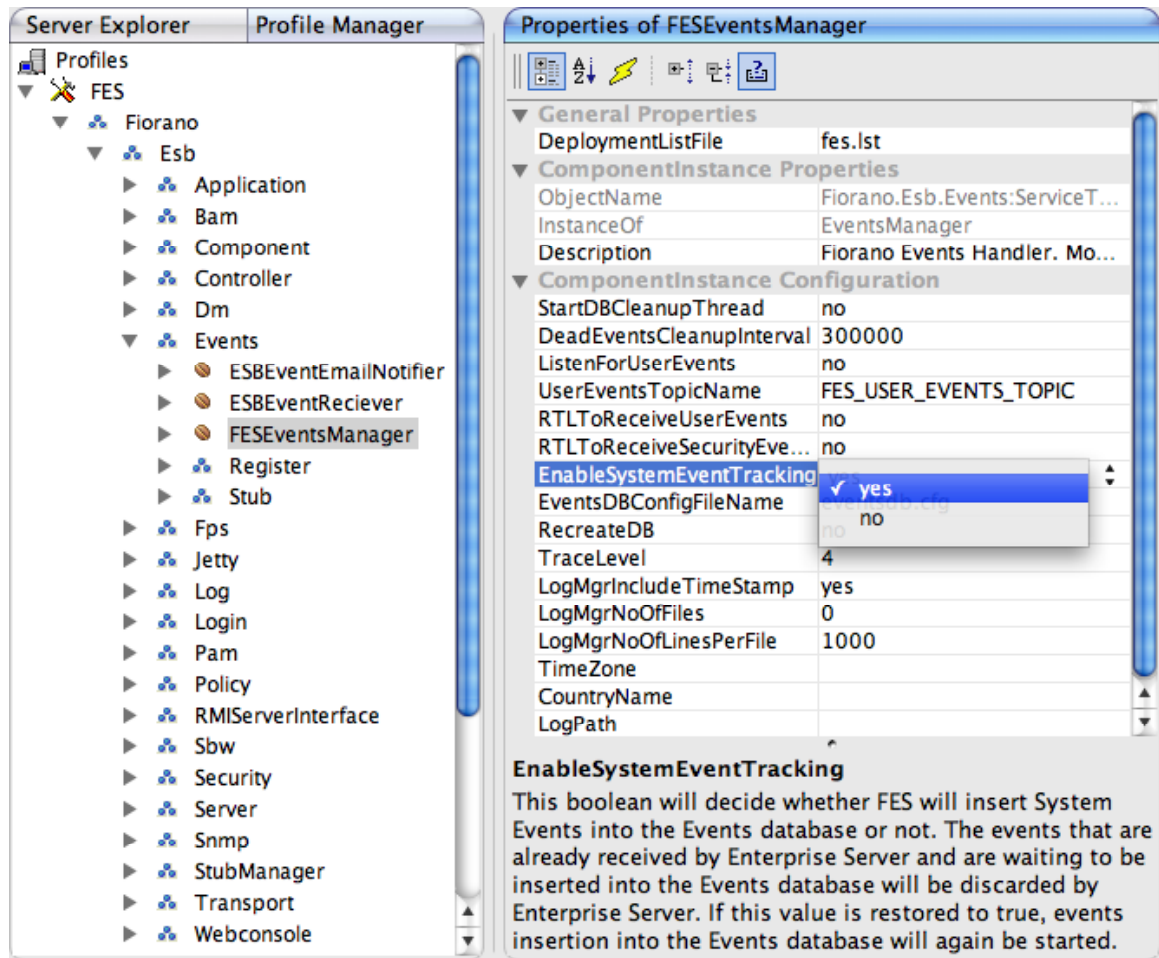 Server Explorer
Profile Manager
Profiles
FES
Fiorano
Esb
Application
Bam
Component
Controller
Dm
Events
ESBEventEmailNotifier
ESBEventReciever
FESEventsManager
Register
Stub
Fps
Jetty
Log
Login
Pam
Policy
RMIServerInterface
Sbw
Security
Server
Snmp
StubManager
Transport
Webconsole
Properties of FESEventsManager
General Properties
DeploymentListFile fes.lst
ComponentInstance Properties
ObjectName Fiorano.Esb.Events:ServiceT...
InstanceOf EventsManager
Description Fiorano Events Handler. Mo...
ComponentInstance Configuration
StartDBCleanupThread no
DeadEventsCleanupInterval 300000
ListenForUserEvents no
UserEventsTopicName FES_USER_EVENTS_TOPIC
RTLToReceiveUserEvents no
RTLToReceiveSecurityEve... no
EnableSystemEventTracking yes
✓ yes
EventsDBConfigFileName eventsdb.cfg
no
RecreateDB no
TraceLevel 4
LogMgrIncludeTimeStamp yes
LogMgrNoOfFiles 0
LogMgrNoOfLinesPerFile 1000
TimeZone
CountryName
LogPath
EnableSystemEventTracking
This boolean will decide whether FES will insert System
Events into the Events database or not. The events that are
already received by Enterprise Server and are waiting to be
inserted into the Events database will be discarded by
Enterprise Server. If this value is restored to true, events
insertion into the Events database will again be started.